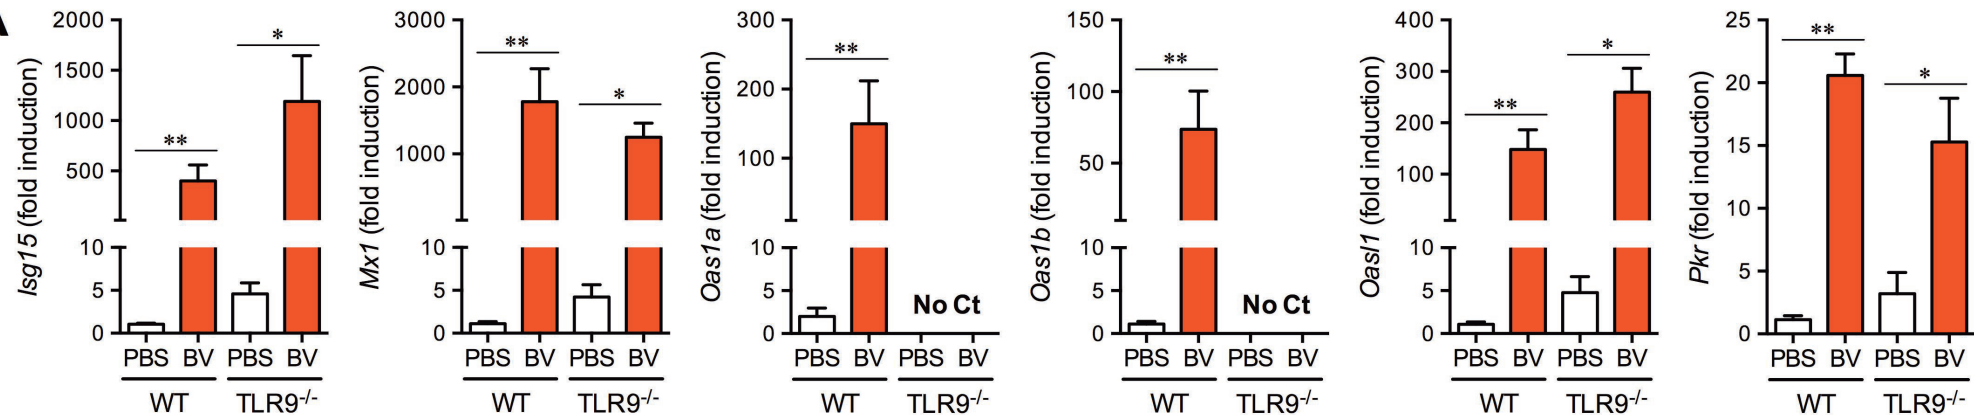 A
Isg15 (fold induction)
2000
1500
1000
500
10
5
0
**
*
PBS BV PBS BV
WT TLR9-/-
Mx1 (fold induction)
3000
2000
1000
10
5
0
**
*
PBS BV PBS BV
WT TLR9-/-
Oas1a (fold induction)
300
200
100
10
5
0
**
No Ct
PBS BV PBS BV
WT TLR9-/-
Oas1b (fold induction)
150
100
50
10
5
0
**
No Ct
PBS BV PBS BV
WT TLR9-/-
Oasl1 (fold induction)
400
300
200
100
10
5
0
**
*
PBS BV PBS BV
WT TLR9-/-
Pkr (fold induction)
25
20
15
10
5
0
**
*
PBS BV PBS BV
WT TLR9-/-